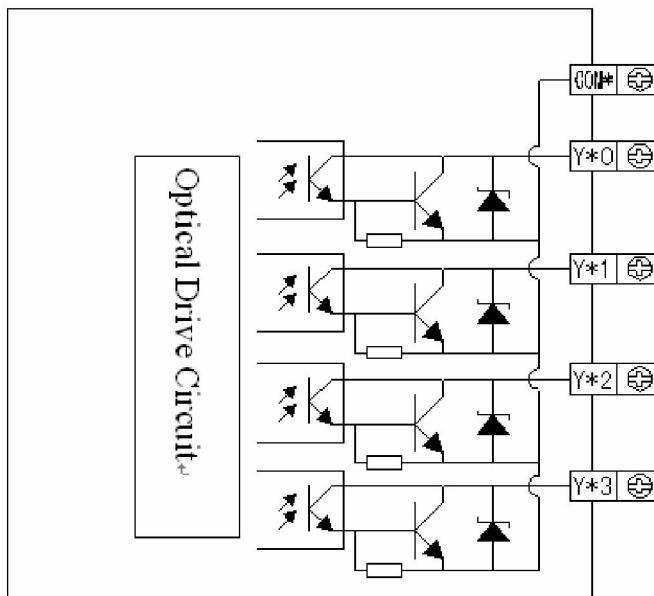 COM*
Y*0
Optical Drive Circuit↵
Y*1
Y*2
Y*3